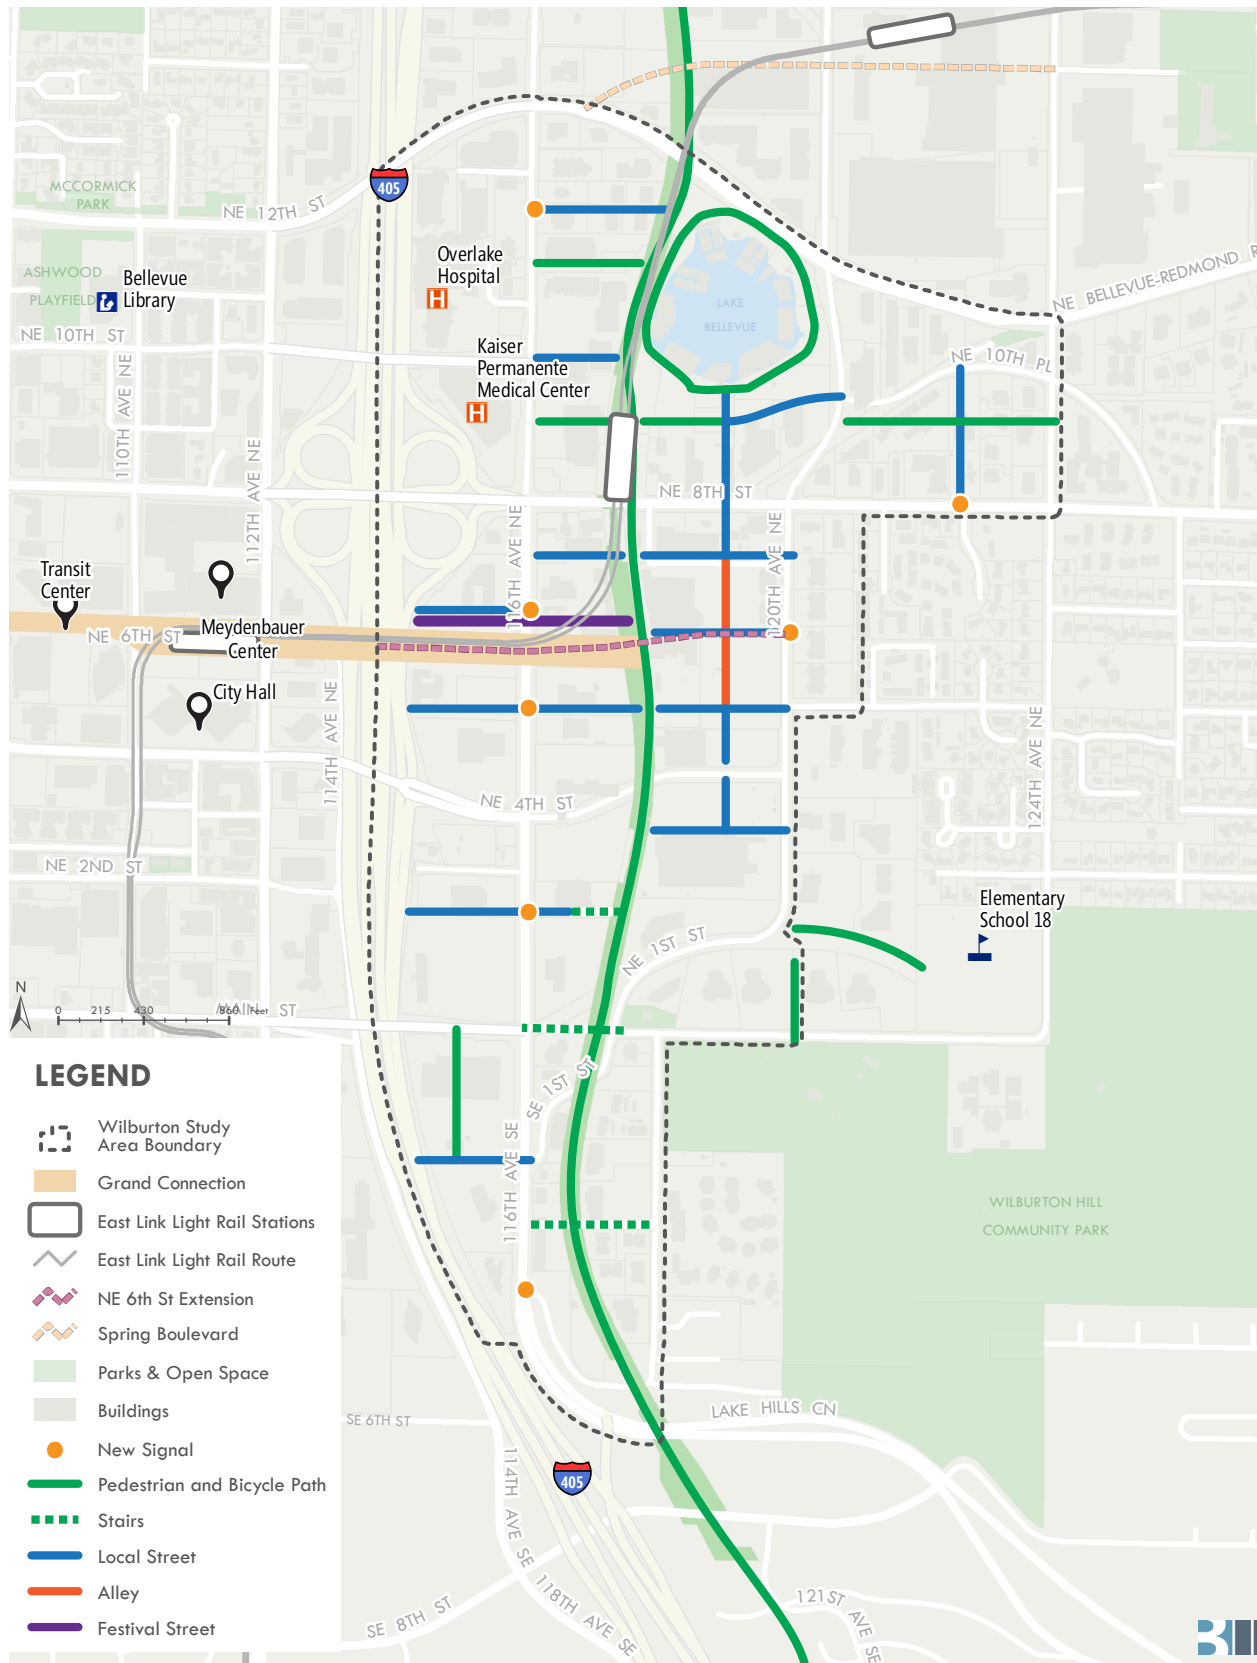 MCCORMICK
PARK
NE 12TH ST
405
ASHWOOD
PLAYFIELD
Bellevue
Library
Overlake
Hospital
H
LAKE
BELLEVUE
NE BELLEVUE-REDMOND R
NE 10TH ST
110TH AVE NE
Kaiser
Permanente
Medical Center
H
NE 10TH PL
112TH AVE NE
NE 8TH ST
116TH AVE NE
120TH AVE NE
Transit
Center
NE 6TH ST
Meydenbauer
Center
City Hall
114TH AVE NE
124TH AVE NE
NE 4TH ST
NE 2ND ST
Elementary
School 18
NE 1ST ST
N
0 215 430 860 Feet
MAIN ST
SE 1ST ST
116TH AVE SE
WILBURTON HILL
COMMUNITY PARK
LEGEND
Wilburton Study
Area Boundary
Grand Connection
East Link Light Rail Stations
East Link Light Rail Route
NE 6th St Extension
Spring Boulevard
Parks & Open Space
Buildings
New Signal
Pedestrian and Bicycle Path
Stairs
Local Street
Alley
Festival Street
SE 6TH ST
LAKE HILLS CN
405
114TH AVE SE
118TH AVE SE
SE 8TH ST
121ST AVE SE